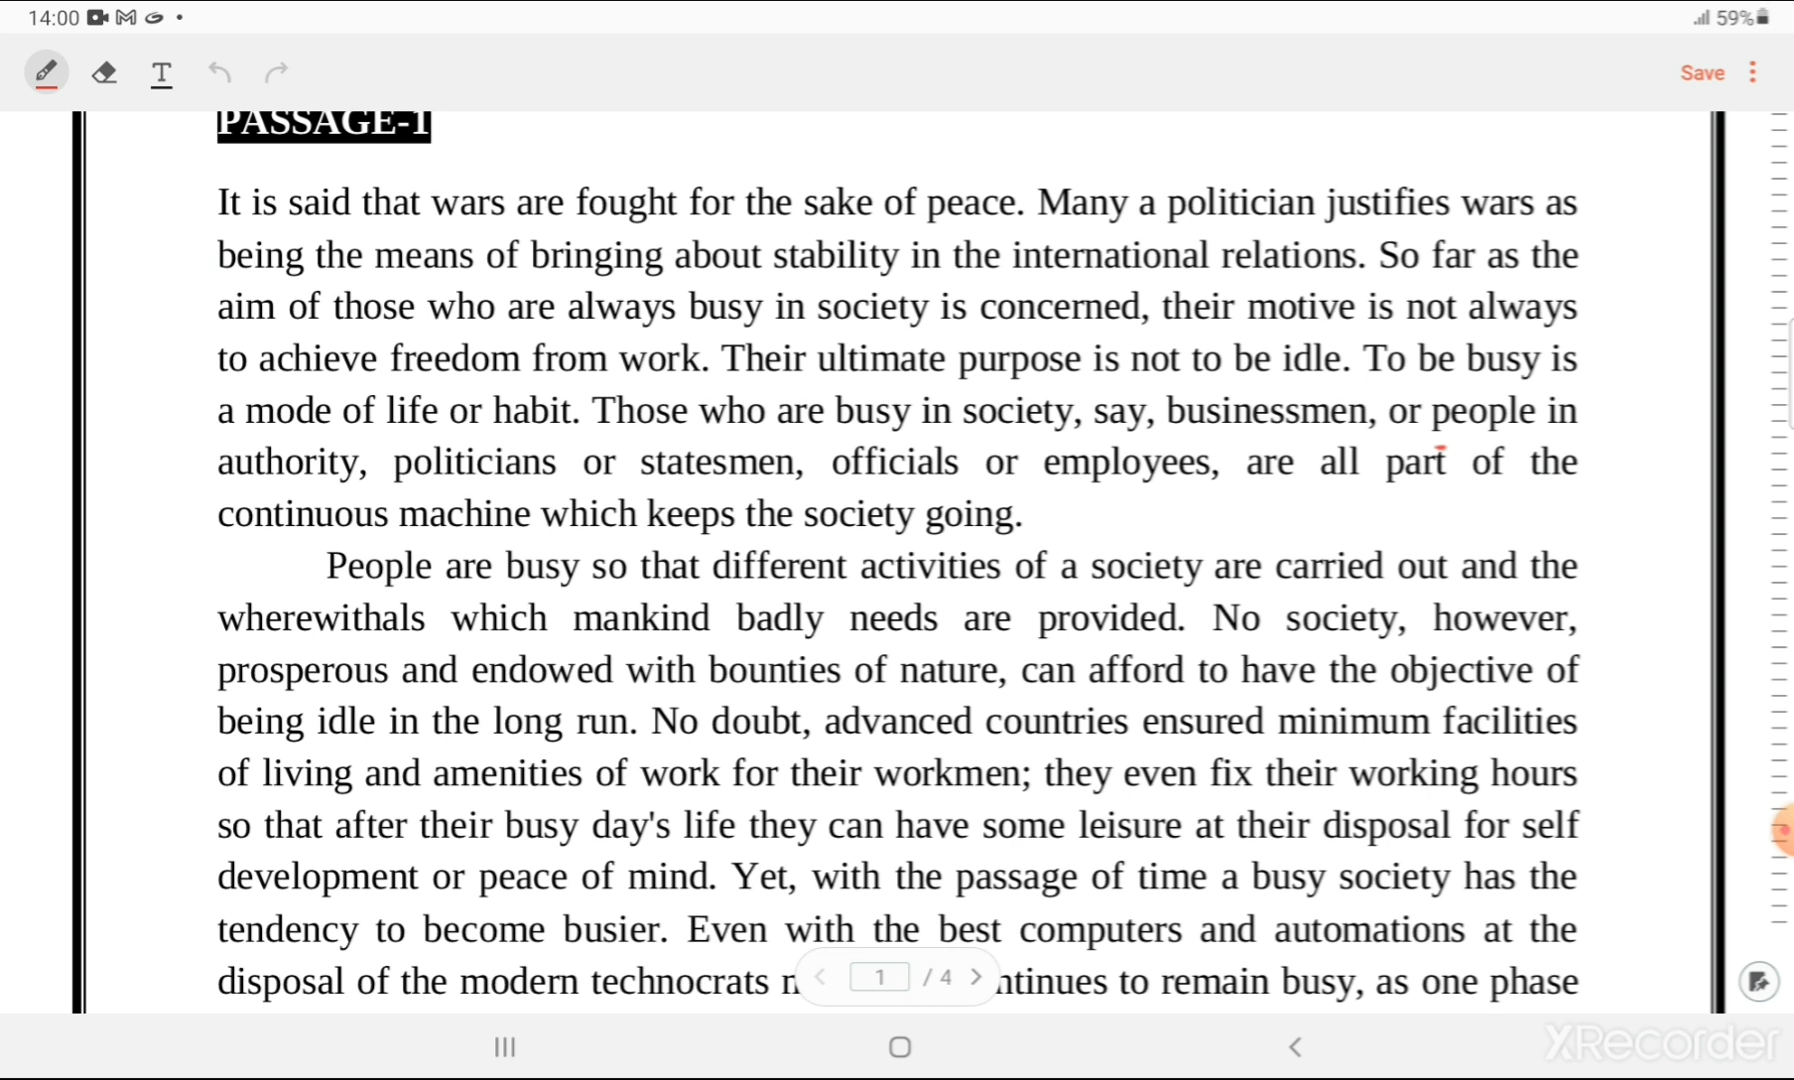 14:00 59%
Save
PASSAGE-1
It is said that wars are fought for the sake of peace. Many a politician justifies wars as
being the means of bringing about stability in the international relations. So far as the
aim of those who are always busy in society is concerned, their motive is not always
to achieve freedom from work. Their ultimate purpose is not to be idle. To be busy is
a mode of life or habit. Those who are busy in society, say, businessmen, or people in
authority, politicians or statesmen, officials or employees, are all part of the
continuous machine which keeps the society going.
People are busy so that different activities of a society are carried out and the
wherewithals which mankind badly needs are provided. No society, however,
prosperous and endowed with bounties of nature, can afford to have the objective of
being idle in the long run. No doubt, advanced countries ensured minimum facilities
of living and amenities of work for their workmen; they even fix their working hours
so that after their busy day's life they can have some leisure at their disposal for self
development or peace of mind. Yet, with the passage of time a busy society has the
tendency to become busier. Even with the best computers and automations at the
disposal of the modern technocrats ntinues to remain busy, as one phase
1 / 4
XRecorder